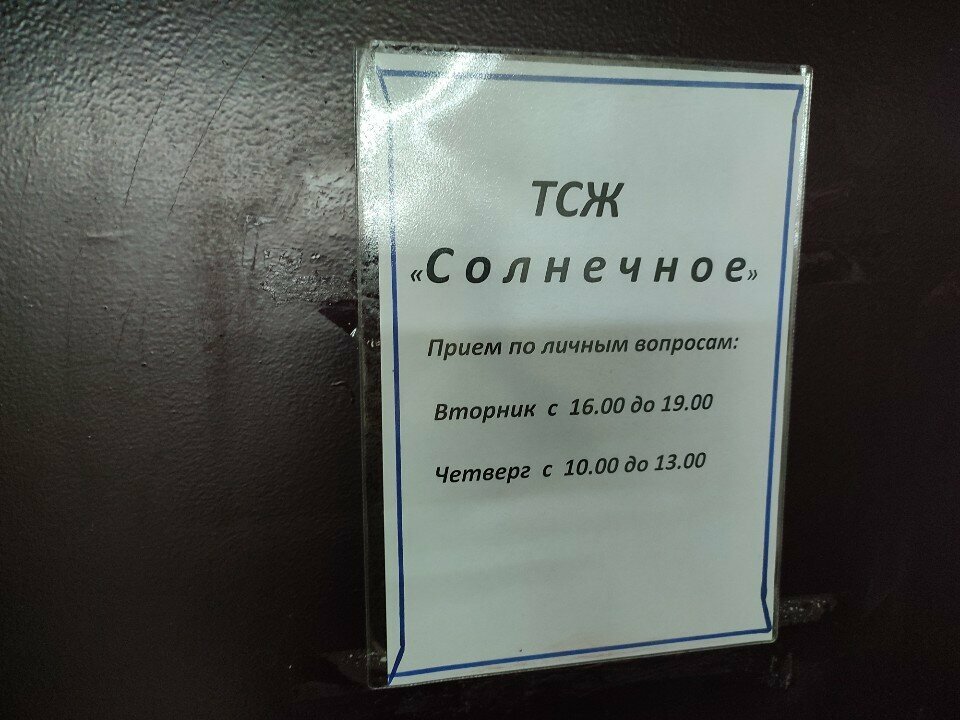 ТСЖ
«Солнечное»
Прием по личным вопросам:
Вторник с 16.00 до 19.00
Четверг с 10.00 до 13.00